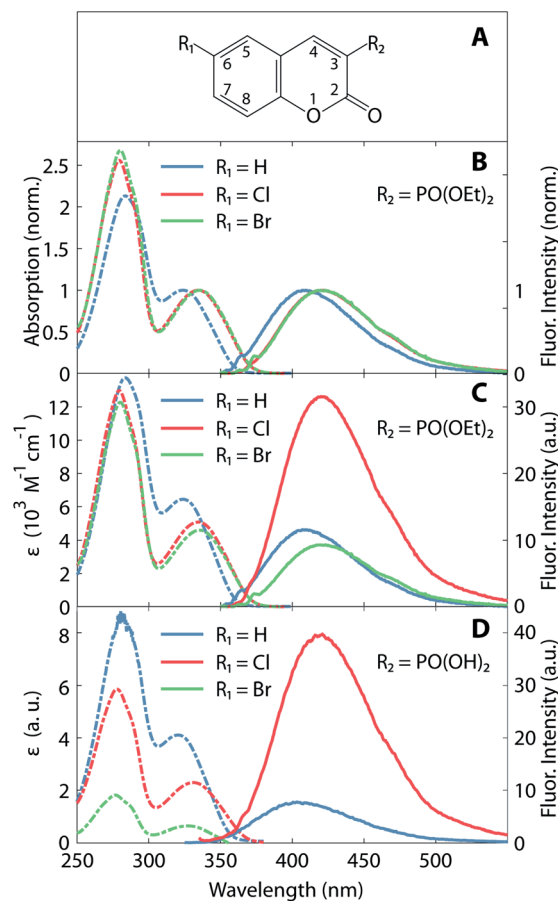 A
R₁
R₂
5
4
6
3
7
2
8
1
O
O
B
R₁ = H
R₁ = Cl
R₁ = Br
R₂ = PO(OEt)₂
Absorption (norm.)
2.5
2
1.5
1
0.5
0
Fluor. Intensity (norm.)
1
0
C
R₁ = H
R₁ = Cl
R₁ = Br
R₂ = PO(OEt)₂
ε (10³ M⁻¹ cm⁻¹)
12
10
8
6
4
2
0
Fluor. Intensity (a.u.)
30
20
10
0
D
R₁ = H
R₁ = Cl
R₁ = Br
R₂ = PO(OH)₂
ε (a. u.)
8
6
4
2
0
Fluor. Intensity (a.u.)
40
30
20
10
0
250 300 350 400 450 500
Wavelength (nm)